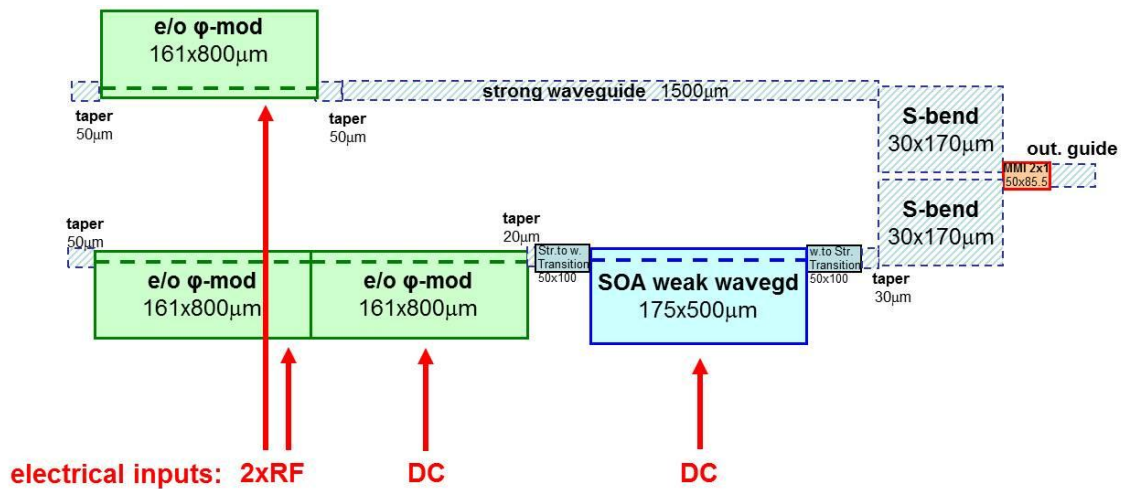 e/o φ-mod
161x800μm
strong waveguide 1500μm
taper
50μm
taper
50μm
S-bend
30x170μm
out. guide
MMI 2x1
50x85.5
S-bend
30x170μm
taper
50μm
taper
20μm
e/o φ-mod
161x800μm
e/o φ-mod
161x800μm
Str.to w.
Transition
50x100
SOA weak wavegd
175x500μm
w.to Str.
Transition
50x100
taper
30μm
electrical inputs: 2xRF DC DC